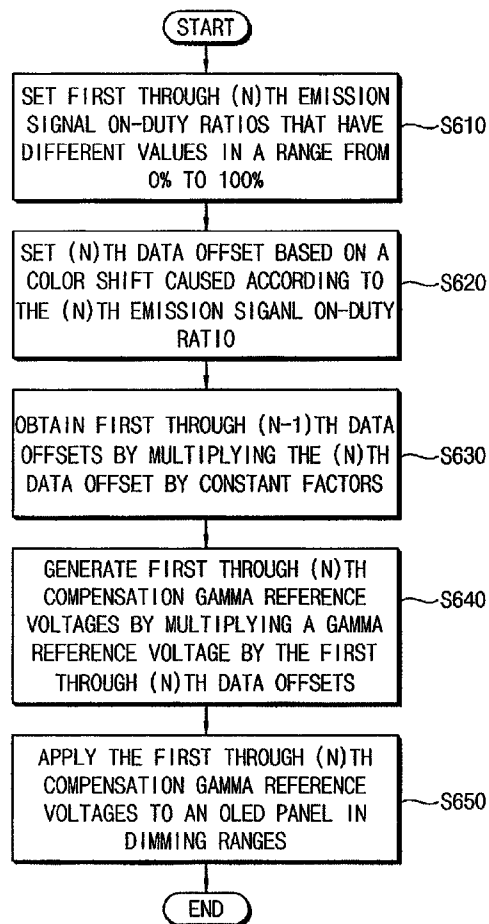 START
SET FIRST THROUGH (N)TH EMISSION
SIGNAL ON-DUTY RATIOS THAT HAVE
DIFFERENT VALUES IN A RANGE FROM
0% TO 100%
S610
SET (N)TH DATA OFFSET BASED ON A
COLOR SHIFT CAUSED ACCORDING TO
THE (N)TH EMISSION SIGANL ON-DUTY
RATIO
S620
OBTAIN FIRST THROUGH (N-1)TH DATA
OFFSETS BY MULTIPLYING THE (N)TH
DATA OFFSET BY CONSTANT FACTORS
S630
GENERATE FIRST THROUGH (N)TH
COMPENSATION GAMMA REFERENCE
VOLTAGES BY MULTIPLYING A GAMMA
REFERENCE VOLTAGE BY THE FIRST
THROUGH (N)TH DATA OFFSETS
S640
APPLY THE FIRST THROUGH (N)TH
COMPENSATION GAMMA REFERENCE
VOLTAGES TO AN OLED PANEL IN
DIMMING RANGES
S650
END